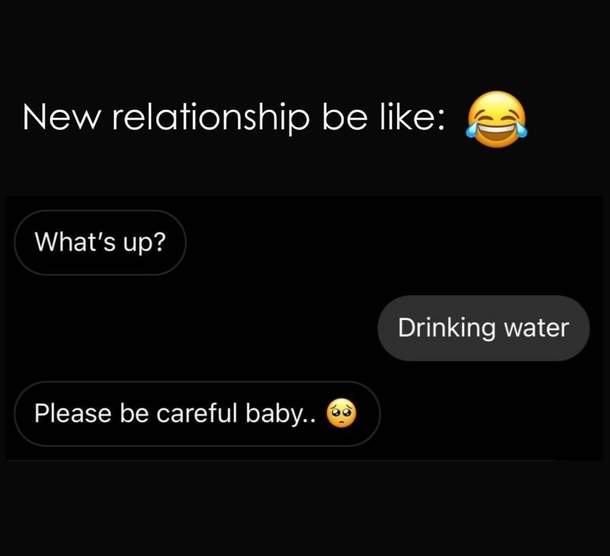 New relationship be like: 😂
What's up?
Drinking water
Please be careful baby.. 🥺